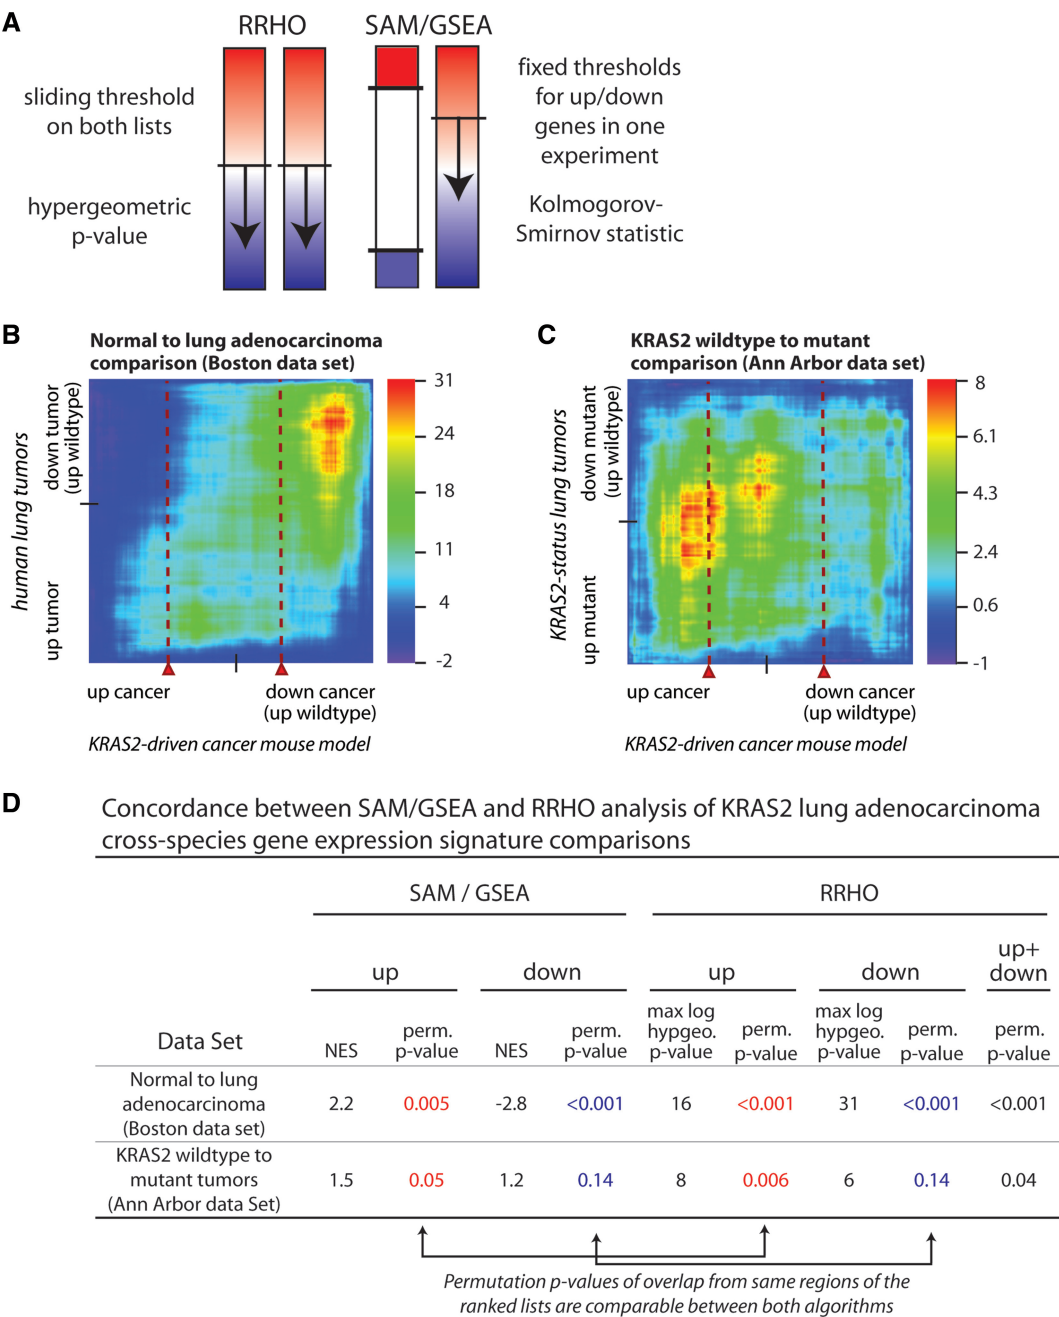 A
RRHO
SAM/GSEA
sliding threshold
on both lists
hypergeometric
p-value
fixed thresholds
for up/down
genes in one
experiment
Kolmogorov-
Smirnov statistic
B
Normal to lung adenocarcinoma
comparison (Boston data set)
human lung tumors
down tumor
(up wildtype)
up tumor
31
24
18
11
4
-2
up cancer
down cancer
(up wildtype)
KRAS2-driven cancer mouse model
C
KRAS2 wildtype to mutant
comparison (Ann Arbor data set)
KRAS2-status lung tumors
down mutant
(up wildtype)
up mutant
8
6.1
4.3
2.4
0.6
-1
up cancer
down cancer
(up wildtype)
KRAS2-driven cancer mouse model
D
Concordance between SAM/GSEA and RRHO analysis of KRAS2 lung adenocarcinoma
cross-species gene expression signature comparisons
SAM / GSEA
RRHO
up
down
up
down
up+
down
Data Set
NES
perm.
p-value
NES
perm.
p-value
max log
hypgeo.
p-value
perm.
p-value
max log
hypgeo.
p-value
perm.
p-value
perm.
p-value
Normal to lung
adenocarcinoma
(Boston data set)
2.2 0.005 -2.8 <0.001 16 <0.001 31 <0.001 <0.001
KRAS2 wildtype to
mutant tumors
(Ann Arbor data Set)
1.5 0.05 1.2 0.14 8 0.006 6 0.14 0.04
Permutation p-values of overlap from same regions of the
ranked lists are comparable between both algorithms